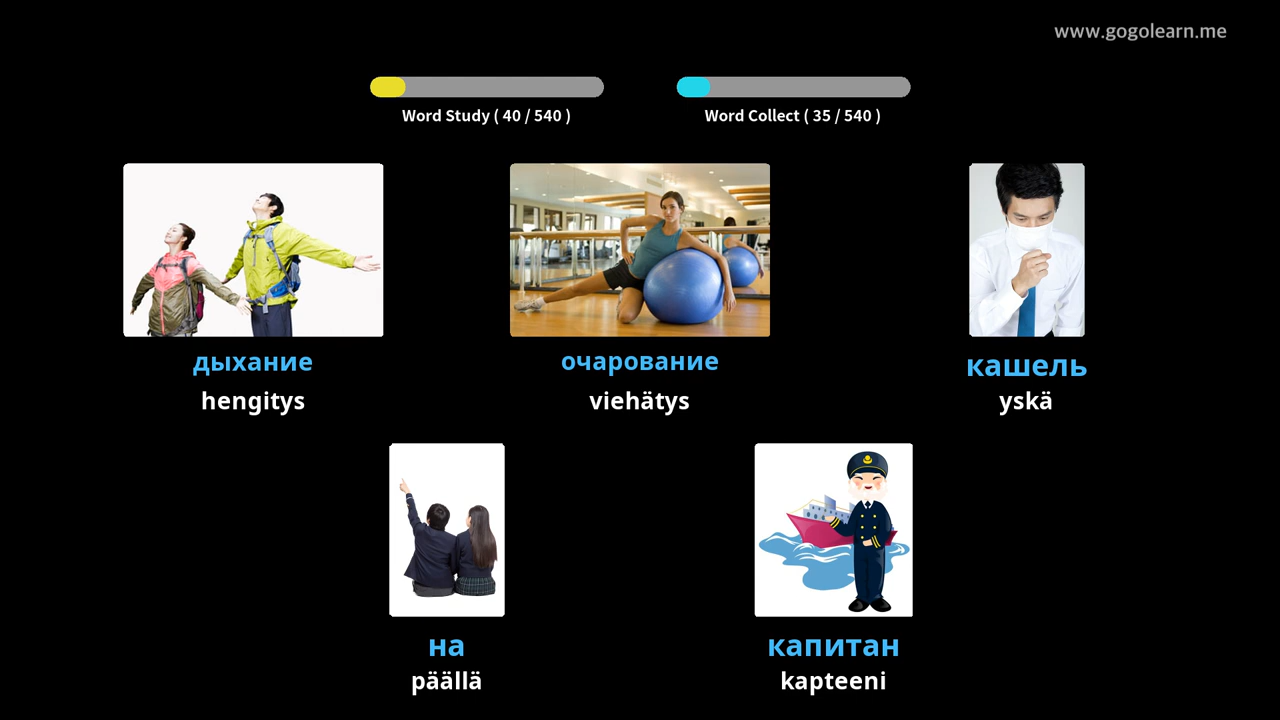 www.gogolearn.me
Word Study ( 40 / 540 )
Word Collect ( 35 / 540 )
дыхание
hengitys
очарование
viehätys
кашель
yskä
на
päällä
капитан
kapteeni